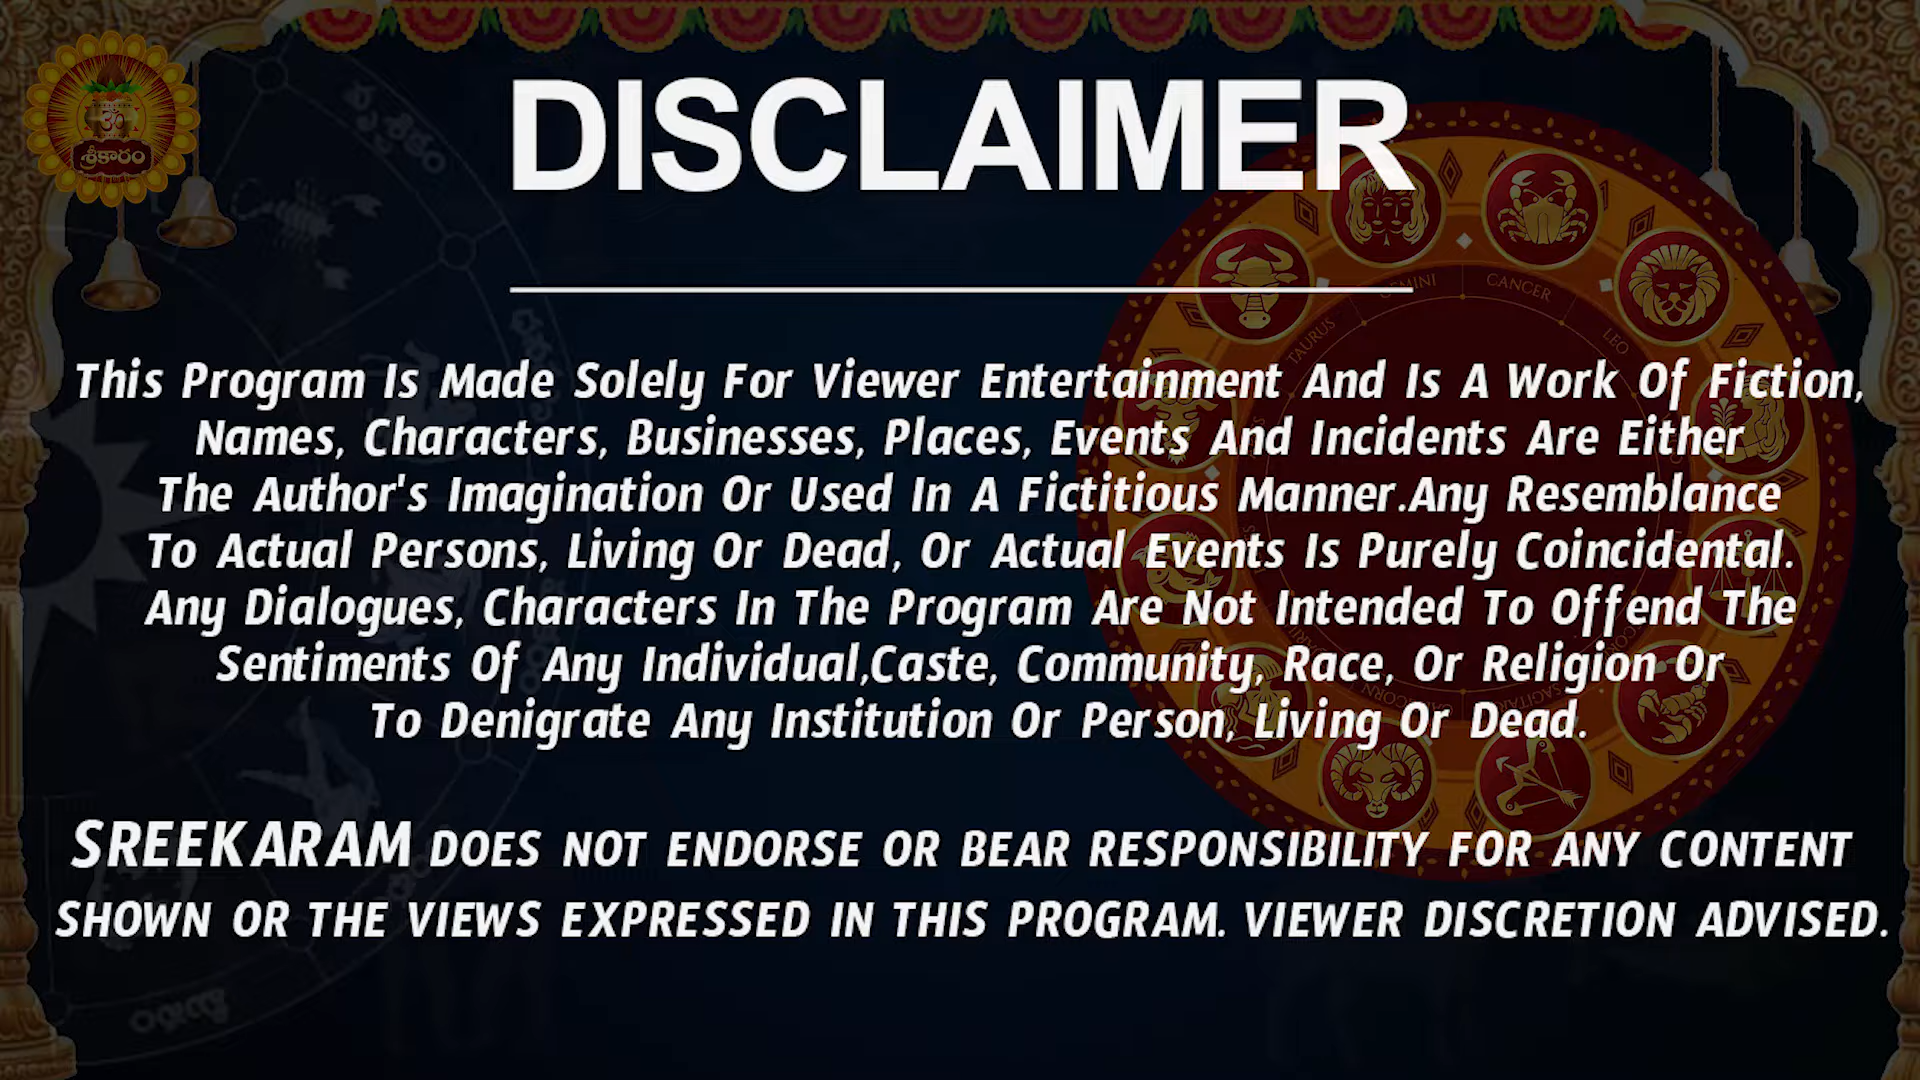 శ్రీకారం
DISCLAIMER
GEMINI
CANCER
TAURUS
LEO
This Program Is Made Solely For Viewer Entertainment And Is A Work Of Fiction,
Names, Characters, Businesses, Places, Events And Incidents Are Either
The Author's Imagination Or Used In A Fictitious Manner.Any Resemblance
To Actual Persons, Living Or Dead, Or Actual Events Is Purely Coincidental.
Any Dialogues, Characters In The Program Are Not Intended To Offend The
Sentiments Of Any Individual,Caste, Community, Race, Or Religion Or
To Denigrate Any Institution Or Person, Living Or Dead.
SREEKARAM DOES NOT ENDORSE OR BEAR RESPONSIBILITY FOR ANY CONTENT
SHOWN OR THE VIEWS EXPRESSED IN THIS PROGRAM. VIEWER DISCRETION ADVISED.